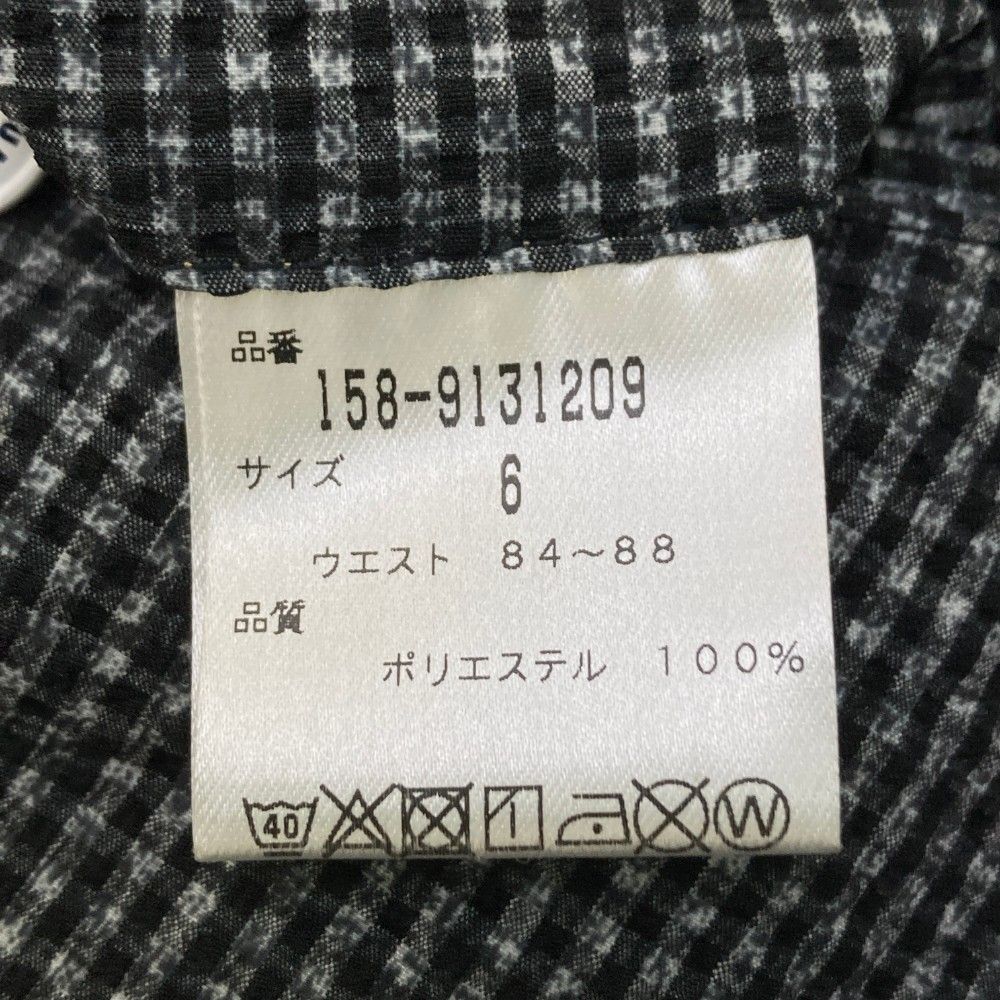 品番
158-9131209
サイズ 6
ウエスト 84～88
品質
ポリエステル 100%
40 W